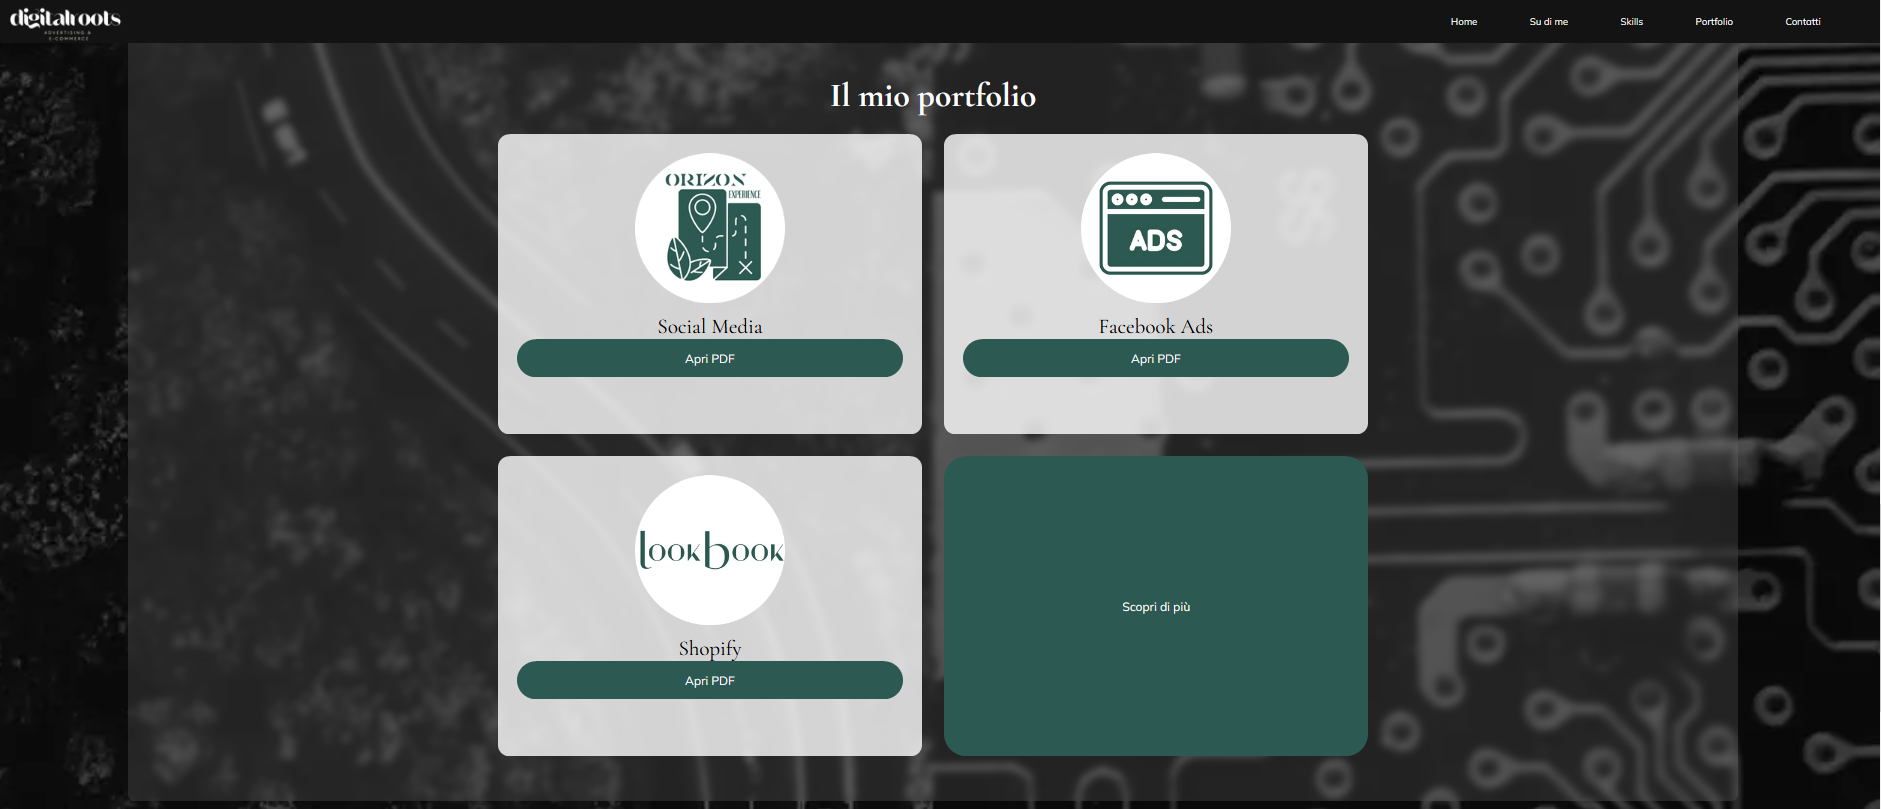 digitalroots
ADVERTISING &
E-COMMERCE
Home Su di me Skills Portfolio Contatti
Il mio portfolio
ORIZON
EXPERIENCE
ADS
Social Media
Facebook Ads
Apri PDF
Apri PDF
lookbook
Scopri di più
Shopify
Apri PDF